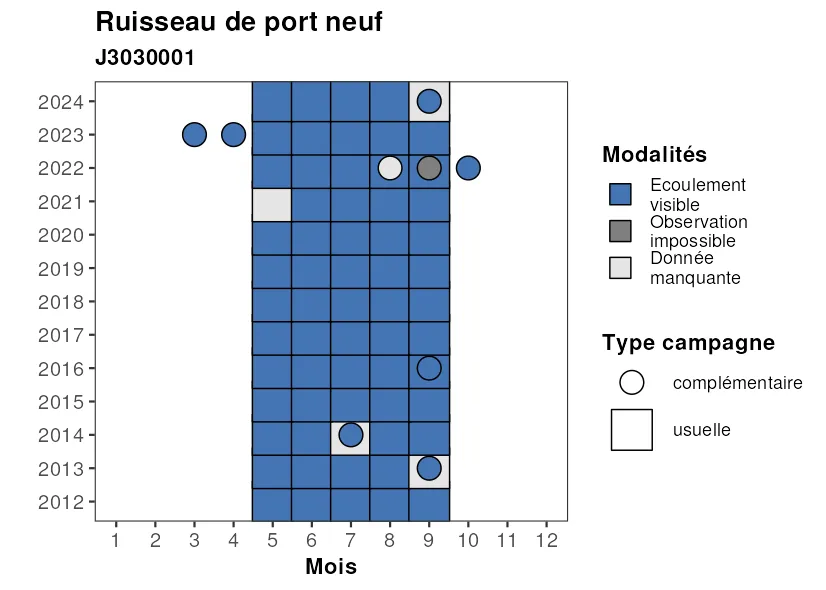 Ruisseau de port neuf
J3030001
2024
2023
2022
2021
2020
2019
2018
2017
2016
2015
2014
2013
2012
1 2 3 4 5 6 7 8 9 10 11 12
Mois
Modalités
Ecoulement
visible
Observation
impossible
Donnée
manquante
Type campagne
complémentaire
usuelle